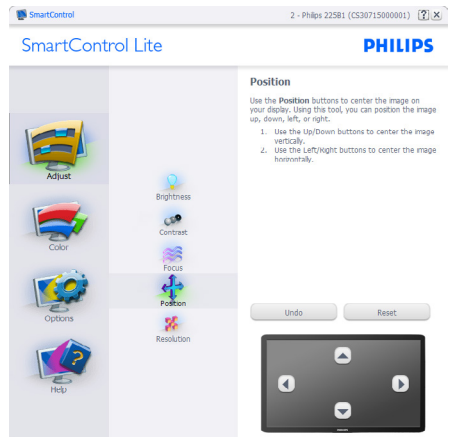 SmartControl
2 - Philips 225B1 (CS30715000001)
SmartControl Lite
PHILIPS
Position
Use the Position buttons to center the image on
your display. Using this tool, you can position the image
up, down, left, or right.
1. Use the Up/Down buttons to center the image
vertically.
2. Use the Left/Right buttons to center the image
horizontally.
Adjust
Color
Options
Help
Brightness
Contrast
Focus
Position
Resolution
Undo
Reset